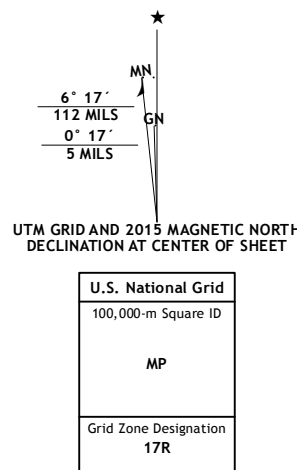 ★
MN.
GN
6° 17´
112 MILS
0° 17´
5 MILS
UTM GRID AND 2015 MAGNETIC NORTH
DECLINATION AT CENTER OF SHEET
U.S. National Grid
100,000-m Square ID
MP
Grid Zone Designation
17R